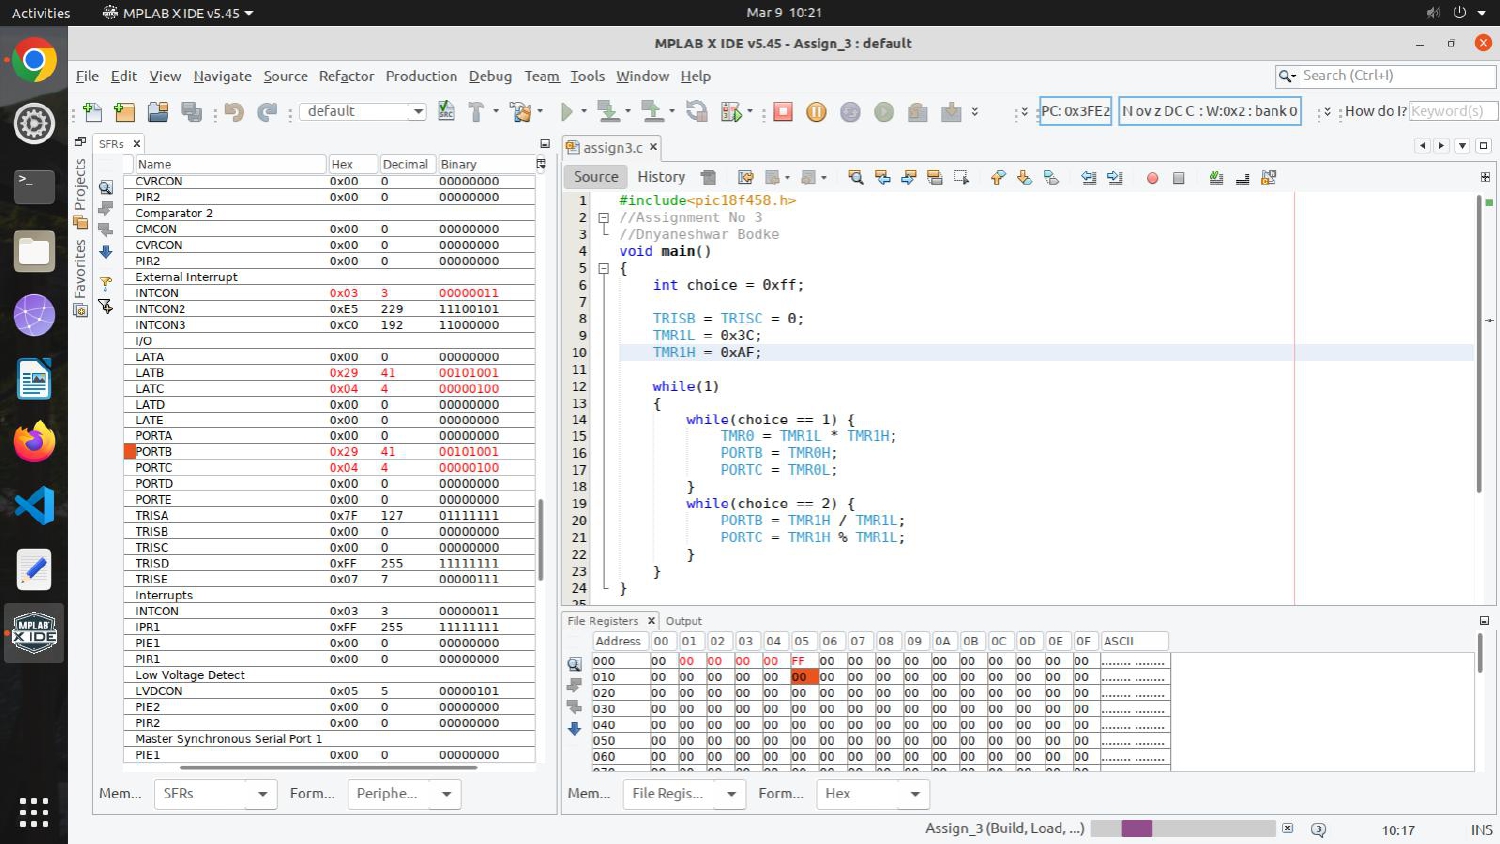 Activities MPLAB X IDE v5.45 Mar 9 10:21
MPLAB X IDE v5.45 - Assign_3 : default
File Edit View Navigate Source Refactor Production Debug Team Tools Window Help Search (Ctrl+I)
default PC: 0x3FE2 N ov z DC C : W:0x2 : bank 0 How do I? Keyword(s)
SFRs
Projects
Favorites
Name Hex Decimal Binary
CVRCON 0x00 0 00000000
PIR2 0x00 0 00000000
Comparator 2
CMCON 0x00 0 00000000
CVRCON 0x00 0 00000000
PIR2 0x00 0 00000000
External Interrupt
INTCON 0x03 3 00000011
INTCON2 0xE5 229 11100101
INTCON3 0xC0 192 11000000
I/O
LATA 0x00 0 00000000
LATB 0x29 41 00101001
LATC 0x04 4 00000100
LATD 0x00 0 00000000
LATE 0x00 0 00000000
PORTA 0x00 0 00000000
PORTB 0x29 41 00101001
PORTC 0x04 4 00000100
PORTD 0x00 0 00000000
PORTE 0x00 0 00000000
TRISA 0x7F 127 01111111
TRISB 0x00 0 00000000
TRISC 0x00 0 00000000
TRISD 0xFF 255 11111111
TRISE 0x07 7 00000111
Interrupts
INTCON 0x03 3 00000011
IPR1 0xFF 255 11111111
PIE1 0x00 0 00000000
PIR1 0x00 0 00000000
Low Voltage Detect
LVDCON 0x05 5 00000101
PIE2 0x00 0 00000000
PIR2 0x00 0 00000000
Master Synchronous Serial Port 1
PIE1 0x00 0 00000000
Mem... SFRs Form... Periphe...
assign3.c
Source History
1 #include<pic18f458.h>
2 //Assignment No 3
3 //Dnyaneshwar Bodke
4 void main()
5 {
6 int choice = 0xff;
7
8 TRISB = TRISC = 0;
9 TMR1L = 0x3C;
10 TMR1H = 0xAF;
11
12 while(1)
13 {
14 while(choice == 1) {
15 TMR0 = TMR1L * TMR1H;
16 PORTB = TMR0H;
17 PORTC = TMR0L;
18 }
19 while(choice == 2) {
20 PORTB = TMR1H / TMR1L;
21 PORTC = TMR1H % TMR1L;
22 }
23 }
24 }
25
File Registers Output
Address 00 01 02 03 04 05 06 07 08 09 0A 0B 0C 0D 0E 0F ASCII
000 00 00 00 00 00 FF 00 00 00 00 00 00 00 00 00 00 ........ ........
010 00 00 00 00 00 00 00 00 00 00 00 00 00 00 00 00 ........ ........
020 00 00 00 00 00 00 00 00 00 00 00 00 00 00 00 00 ........ ........
030 00 00 00 00 00 00 00 00 00 00 00 00 00 00 00 00 ........ ........
040 00 00 00 00 00 00 00 00 00 00 00 00 00 00 00 00 ........ ........
050 00 00 00 00 00 00 00 00 00 00 00 00 00 00 00 00 ........ ........
060 00 00 00 00 00 00 00 00 00 00 00 00 00 00 00 00 ........ ........
Mem... File Regis... Form... Hex
MPLAB
X IDE
Assign_3 (Build, Load, ...) 3 10:17 INS